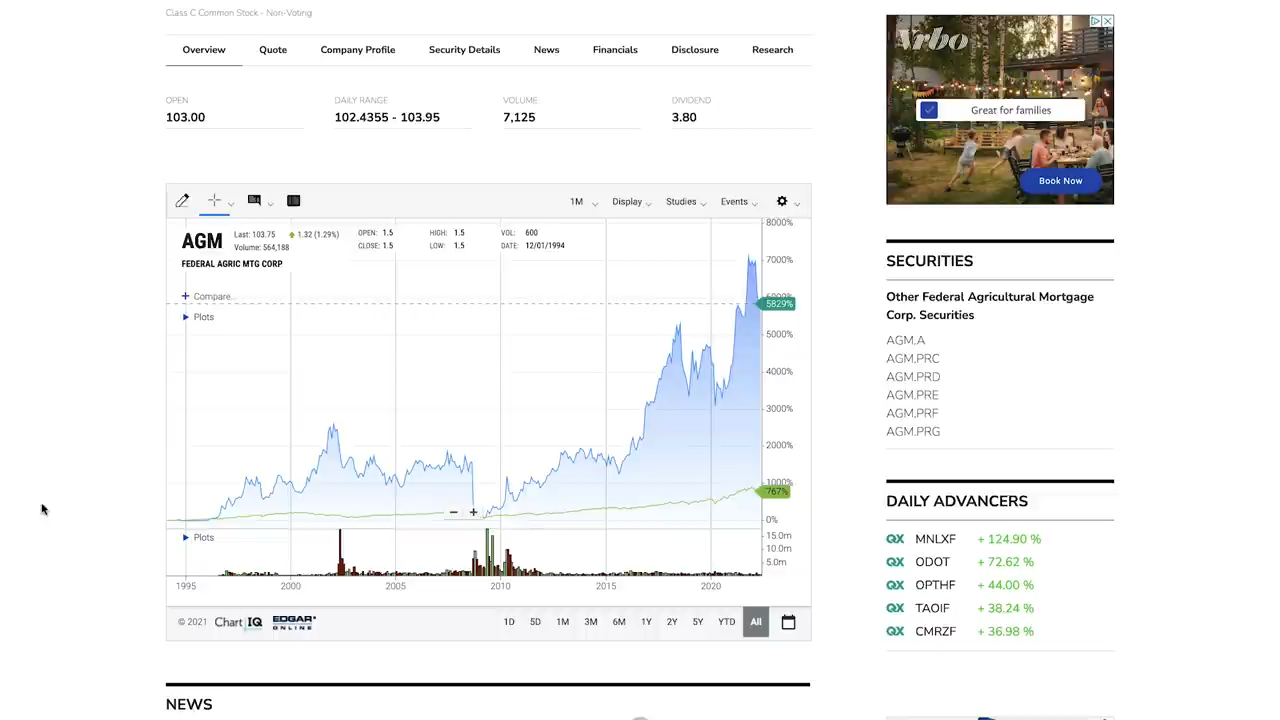 Class C Common Stock - Non-Voting
Overview Quote Company Profile Security Details News Financials Disclosure Research
OPEN DAILY RANGE VOLUME DIVIDEND
103.00 102.4355 - 103.95 7,125 3.80
1M Display Studies Events
AGM Last: 103.75 1.32 (1.29%) OPEN: 1.5 HIGH: 1.5 VOL: 600
Volume: 564,188 CLOSE: 1.5 LOW: 1.5 DATE: 12/01/1994
FEDERAL AGRIC MTG CORP
+ Compare...
Plots
8000%
7000%
5829%
5000%
4000%
3000%
2000%
1000%
767%
0%
Plots
15.0m
10.0m
5.0m
1995 2000 2005 2010 2015 2020
© 2021 ChartIQ EDGAR ONLINE 1D 5D 1M 3M 6M 1Y 2Y 5Y YTD All
NEWS
Vrbo
Great for families
Book Now
SECURITIES
Other Federal Agricultural Mortgage
Corp. Securities
AGM.A
AGM.PRC
AGM.PRD
AGM.PRE
AGM.PRF
AGM.PRG
DAILY ADVANCERS
QX MNLXF + 124.90 %
QX ODOT + 72.62 %
QX OPTHF + 44.00 %
QX TAOIF + 38.24 %
QX CMRZF + 36.98 %